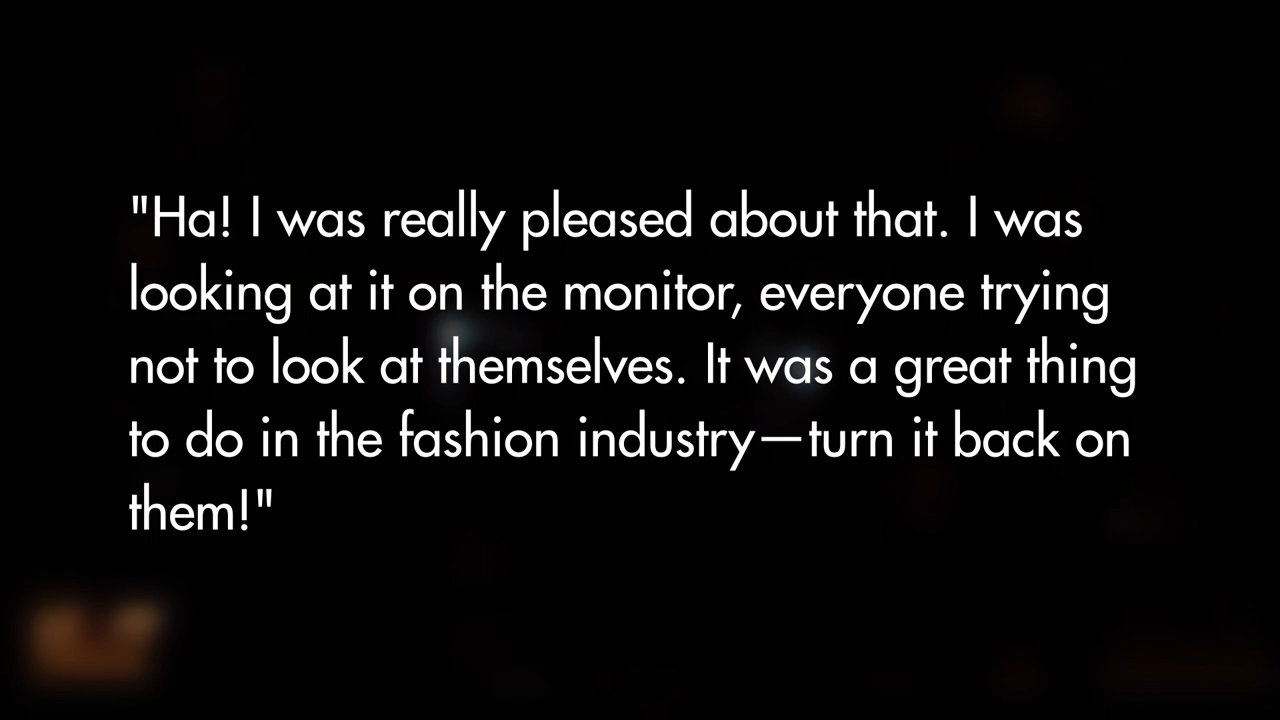 "Ha! I was really pleased about that. I was
looking at it on the monitor, everyone trying
not to look at themselves. It was a great thing
to do in the fashion industry—turn it back on
them!"